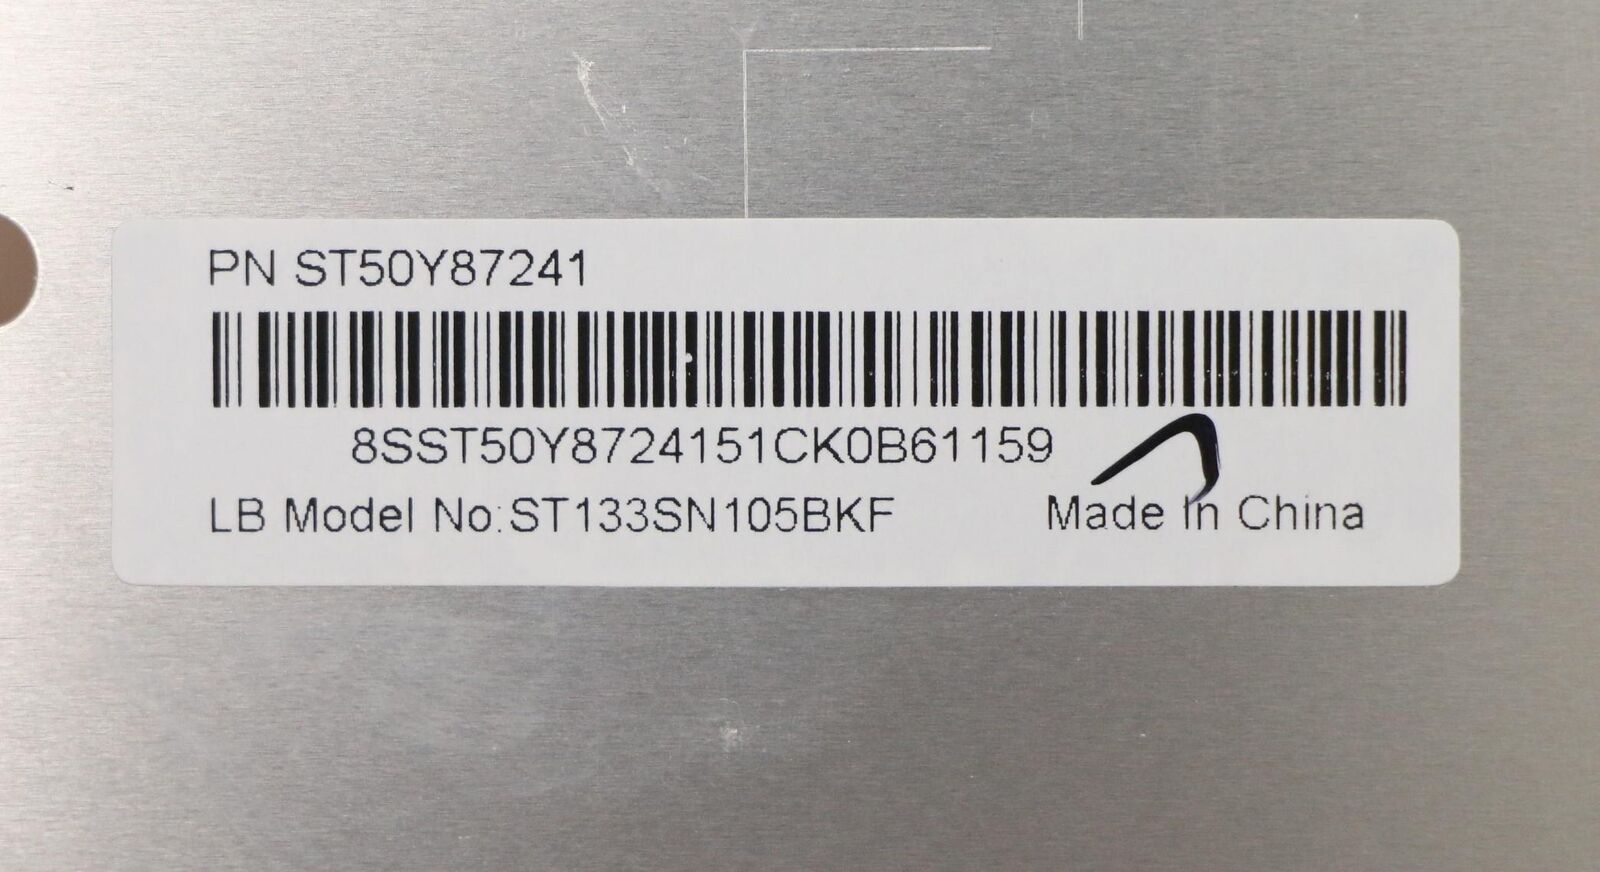 PN ST50Y87241
8SST50Y8724151CK0B61159
LB Model No:ST133SN105BKF
Made In China